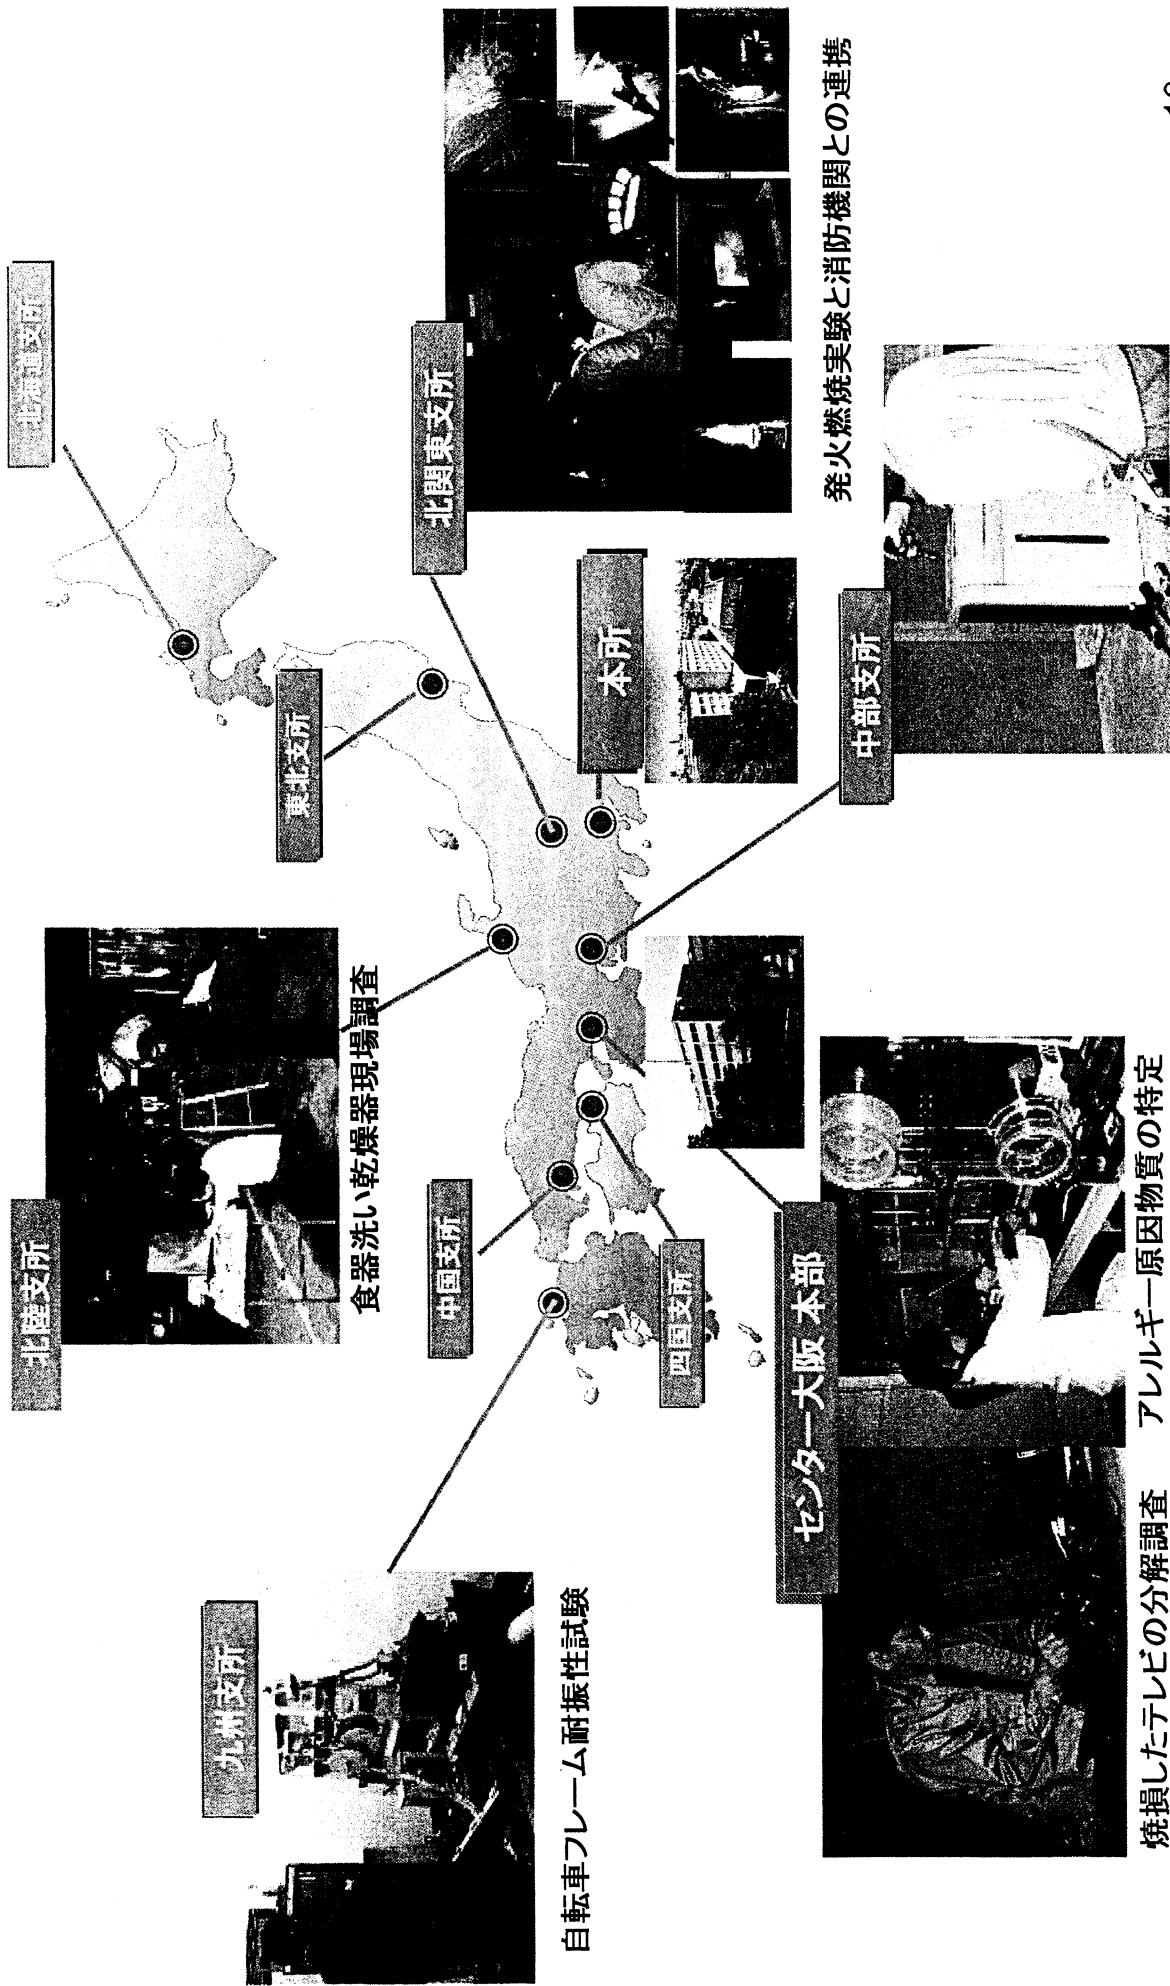 北陸支所
北海道支所
九州支所
東北支所
食器洗い乾燥器現場調査
中国支所
北関東支所
自転車フレーム耐振性試験
本所
四国支所
センター大阪 本部
発火燃焼実験と消防機関との連携
中部支所
焼損したテレビの分解調査
アレルギー原因物質の特定